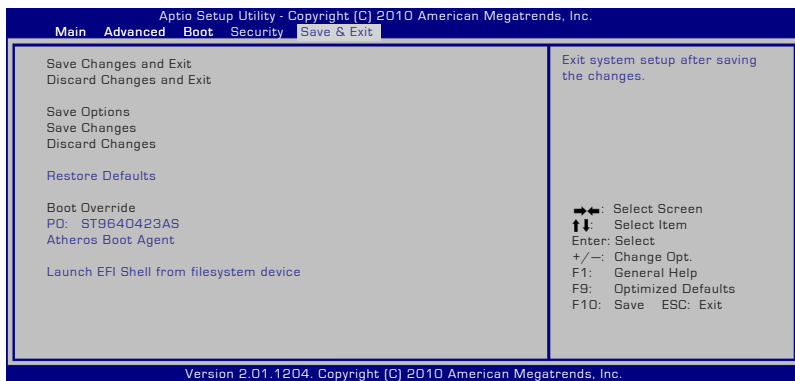 Aptio Setup Utility - Copyright (C) 2010 American Megatrends, Inc.
Main Advanced Boot Security Save & Exit
Save Changes and Exit
Discard Changes and Exit
Save Options
Save Changes
Discard Changes
Restore Defaults
Boot Override
P0: ST9640423AS
Atheros Boot Agent
Launch EFI Shell from filesystem device
Exit system setup after saving
the changes.
→←: Select Screen
↑↓: Select Item
Enter: Select
+/—: Change Opt.
F1: General Help
F9: Optimized Defaults
F10: Save ESC: Exit
Version 2.01.1204. Copyright (C) 2010 American Megatrends, Inc.